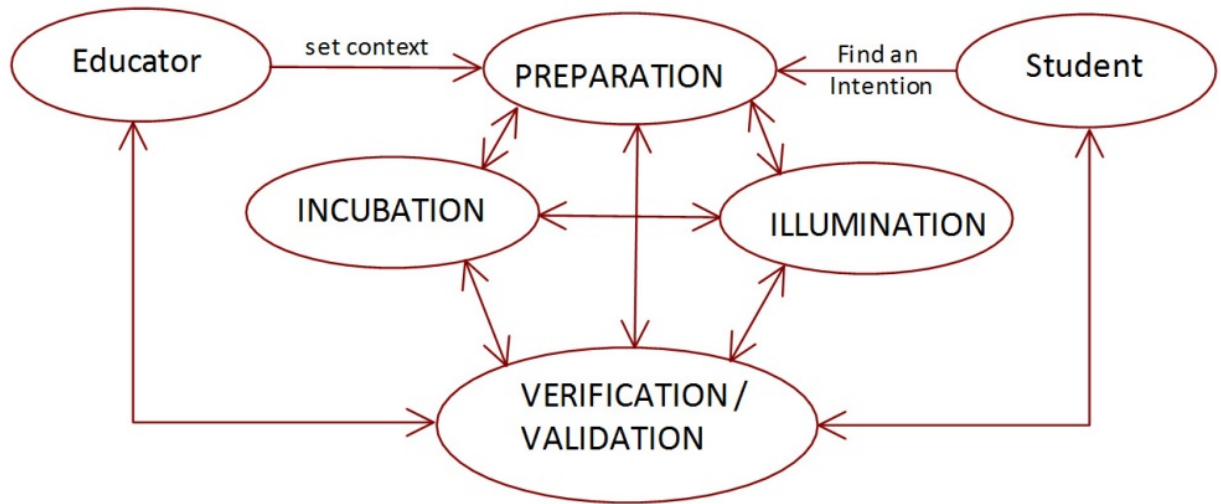 Educator
set context
PREPARATION
Find an
Intention
Student
INCUBATION
ILLUMINATION
VERIFICATION /
VALIDATION